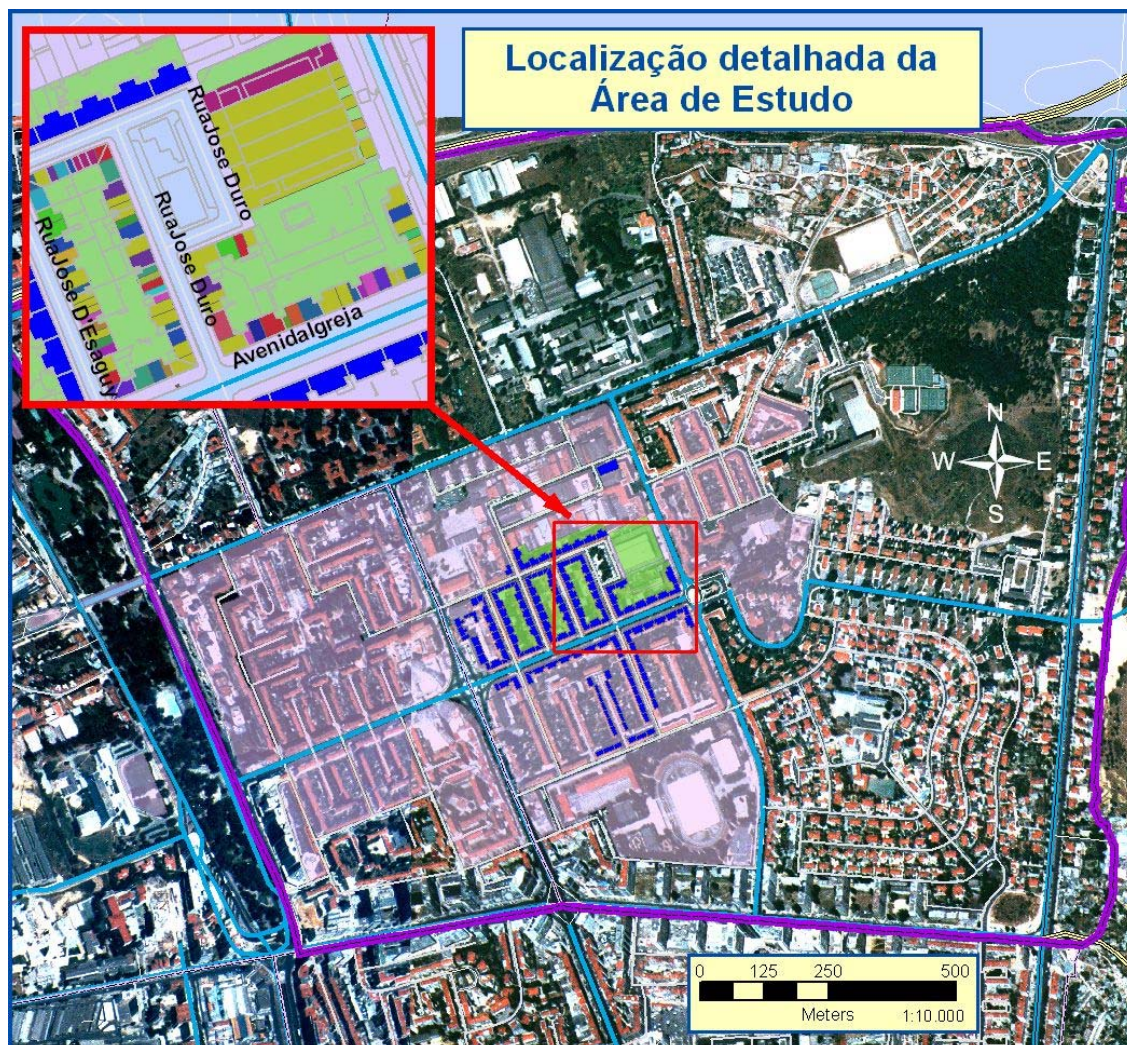 Localização detalhada da
Área de Estudo
RuaJose Duro
RuaJose Duro
RuaJose D'Esaguy
AvenidaIgreja
N
W E
S
0 125 250 500
Meters 1:10.000